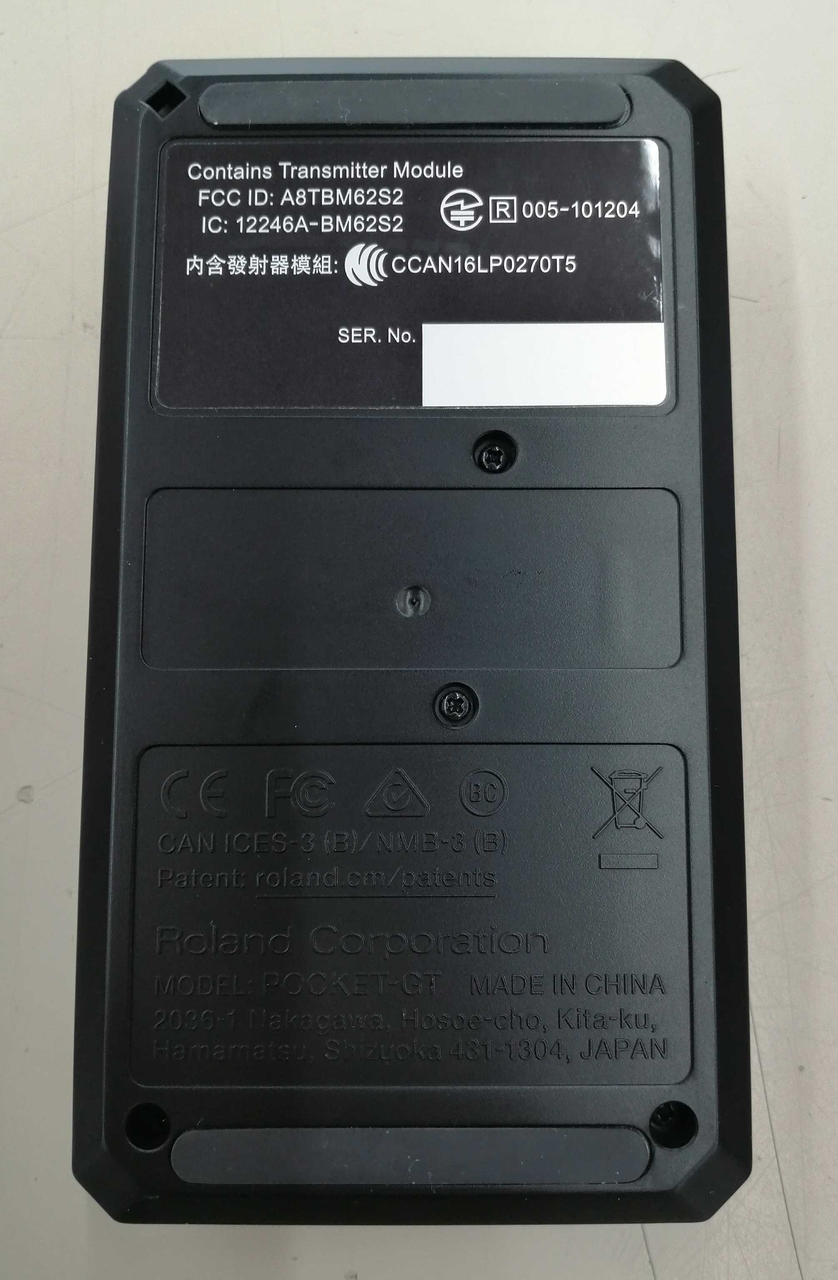 Contains Transmitter Module
FCC ID: A8TBM62S2
IC: 12246A-BM62S2
R 005-101204
內含發射器模組: CCAN16LP0270T5
SER. No.
CE FC BC
CAN ICES-3 (B)/NMB-3 (B)
Patent: roland.cm/patents
Roland Corporation
MODEL: POCKET-GT MADE IN CHINA
2036-1 Nakagawa, Hosoe-cho, Kita-ku,
Hamamatsu, Shizuoka 431-1304, JAPAN